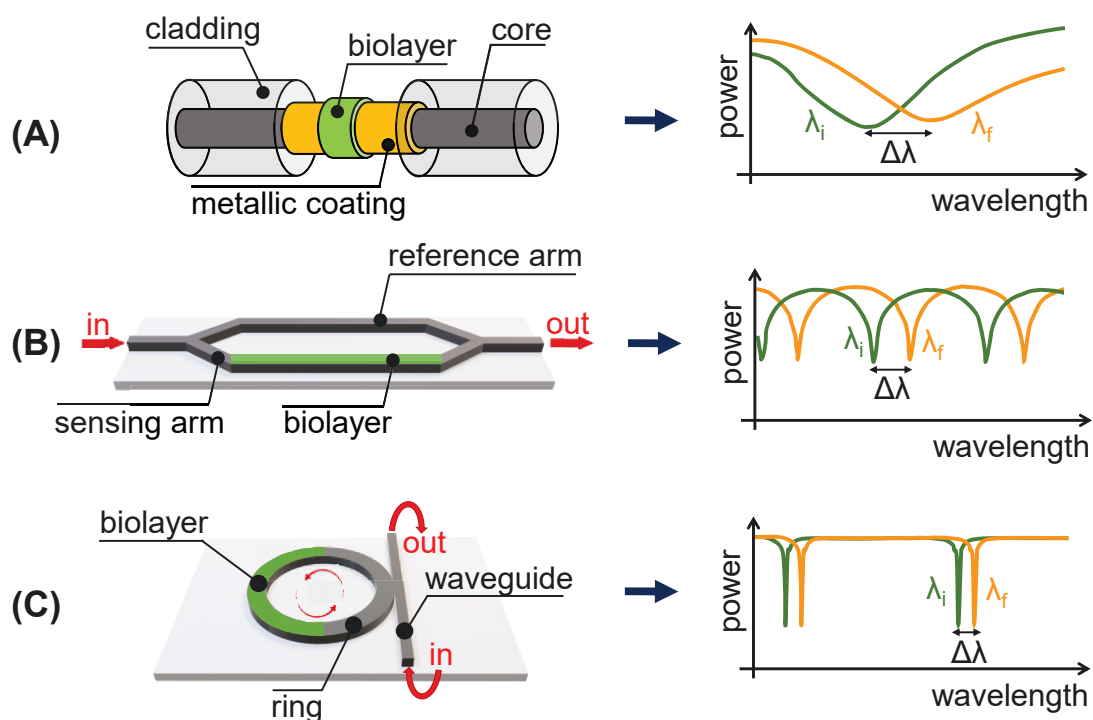 (A)
cladding
biolayer
core
metallic coating
power
λi
λf
Δλ
wavelength
(B)
reference arm
in
out
sensing arm
biolayer
power
λi
λf
Δλ
wavelength
(C)
biolayer
out
waveguide
in
ring
power
λi
λf
Δλ
wavelength